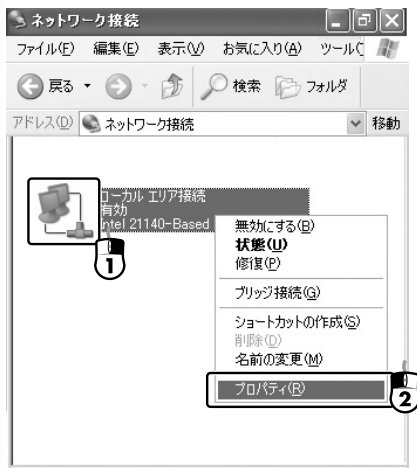 ネットワーク接続
ファイル(F) 編集(E) 表示(V) お気に入り(A) ツール(
戻る 検索 フォルダ
アドレス(D) ネットワーク接続 移動
ローカル エリア接続
有効
Intel 21140-Based
無効にする(B)
状態(U)
修復(P)
ブリッジ接続(G)
ショートカットの作成(S)
削除(D)
名前の変更(M)
プロパティ(R)
1
2